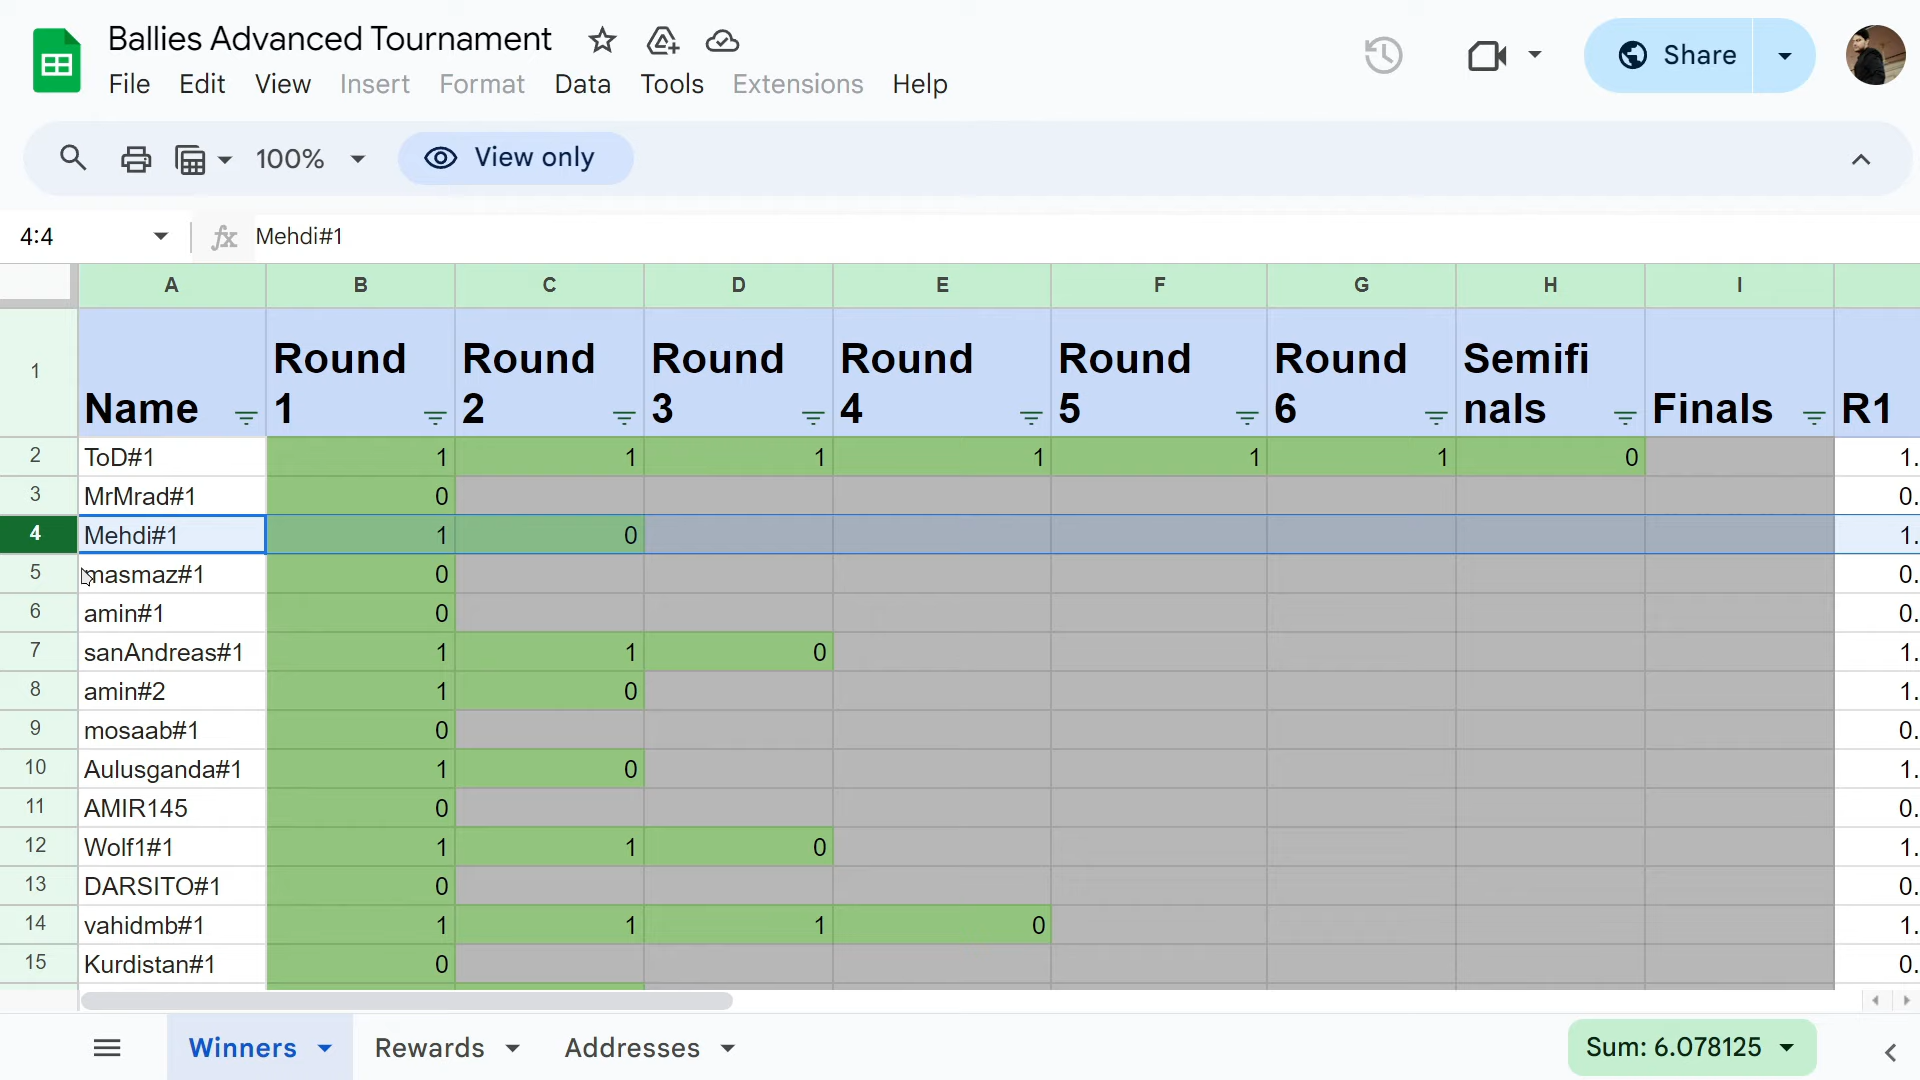 Ballies Advanced Tournament
File Edit View Insert Format Data Tools Extensions Help
Share
100% View only
4:4 fx Mehdi#1
A B C D E F G H I
1 Name Round 1 Round 2 Round 3 Round 4 Round 5 Round 6 Semifi nals Finals R1
2 ToD#1 1 1 1 1 1 1 0 1.
3 MrMrad#1 0 0.
4 Mehdi#1 1 0 1.
5 masmaz#1 0 0.
6 amin#1 0 0.
7 sanAndreas#1 1 1 0 1.
8 amin#2 1 0 1.
9 mosaab#1 0 0.
10 Aulusganda#1 1 0 1.
11 AMIR145 0 0.
12 Wolf1#1 1 1 0 1.
13 DARSITO#1 0 0.
14 vahidmb#1 1 1 1 0 1.
15 Kurdistan#1 0 0.
Winners Rewards Addresses Sum: 6.078125